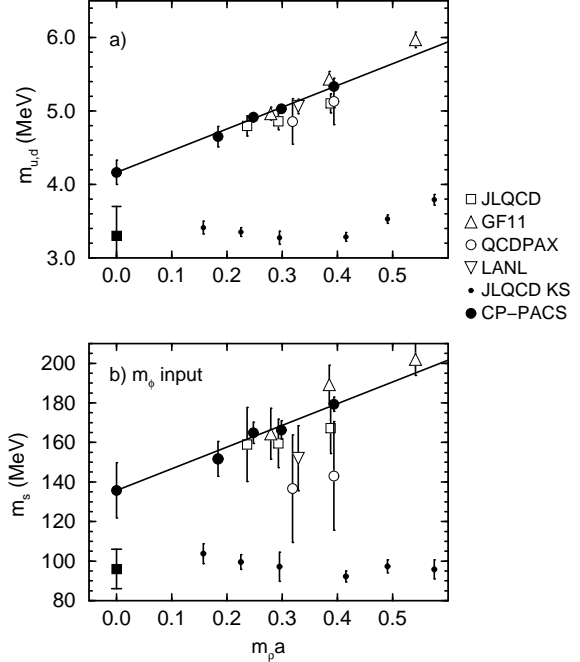 a)
6.0
5.0
4.0
3.0
m_{u,d} (MeV)
0.0 0.1 0.2 0.3 0.4 0.5
JLQCD
GF11
QCDPAX
LANL
JLQCD KS
CP−PACS
b) m_ϕ input
200
180
160
140
120
100
80
m_s (MeV)
0.0 0.1 0.2 0.3 0.4 0.5
m_ρa